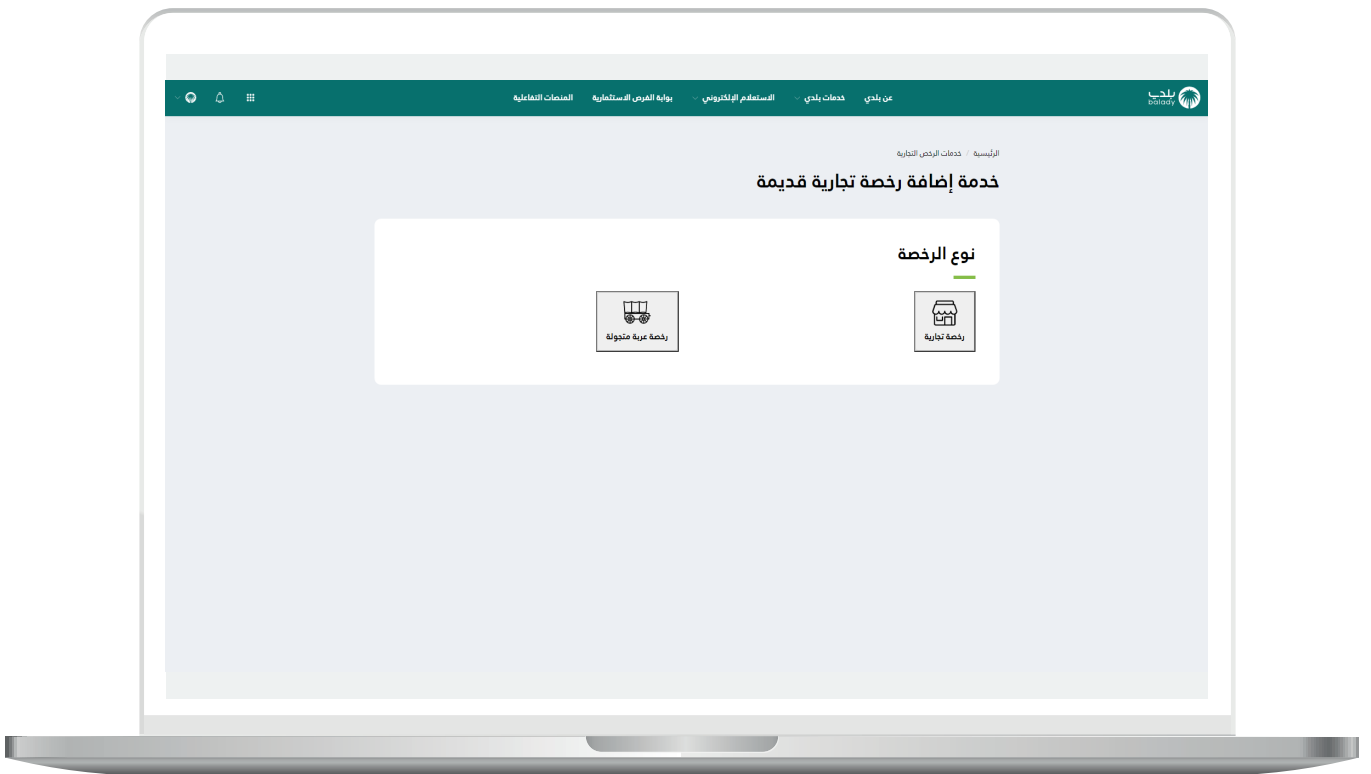 بلدي
balady
عن بلدي
خدمات بلدي
الاستعلام الإلكتروني
بوابة الفرص الاستثمارية
المنصات التفاعلية
الرئيسية / خدمات الرخص التجارية
خدمة إضافة رخصة تجارية قديمة
نوع الرخصة
رخصة تجارية
رخصة عربة متجولة